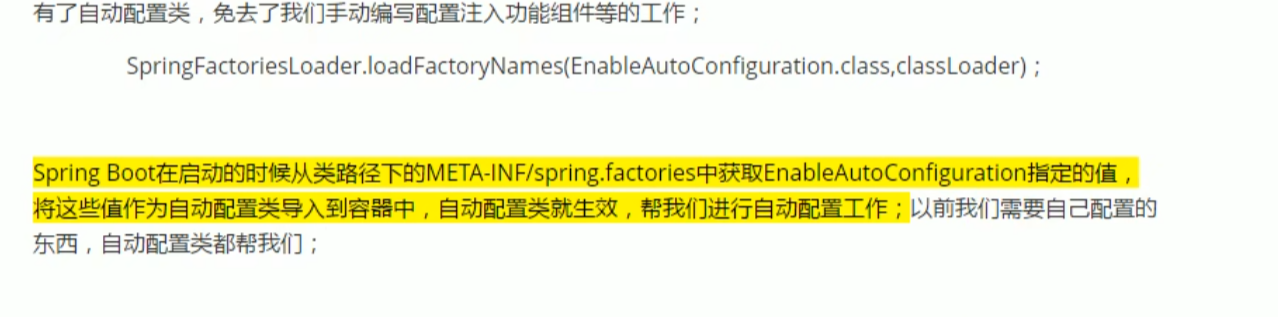 有了自动配置类，免去了我们手动编写配置注入功能组件等的工作；
SpringFactoriesLoader.loadFactoryNames(EnableAutoConfiguration.class,classLoader)；
Spring Boot在启动的时候从类路径下的META-INF/spring.factories中获取EnableAutoConfiguration指定的值，
将这些值作为自动配置类导入到容器中，自动配置类就生效，帮我们进行自动配置工作；以前我们需要自己配置的
东西，自动配置类都帮我们；